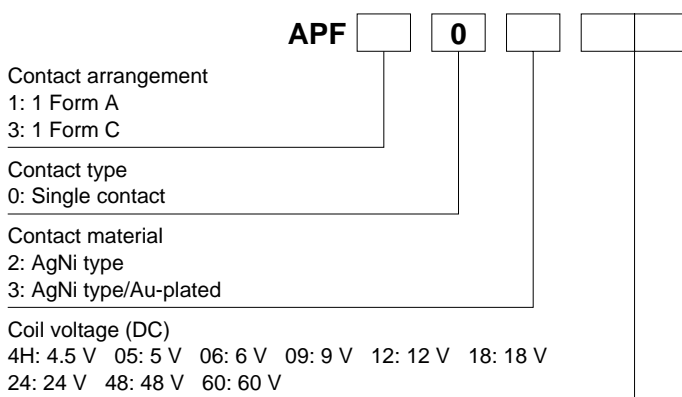 APF 0
Contact arrangement
1: 1 Form A
3: 1 Form C
Contact type
0: Single contact
Contact material
2: AgNi type
3: AgNi type/Au-plated
Coil voltage (DC)
4H: 4.5 V 05: 5 V 06: 6 V 09: 9 V 12: 12 V 18: 18 V
24: 24 V 48: 48 V 60: 60 V